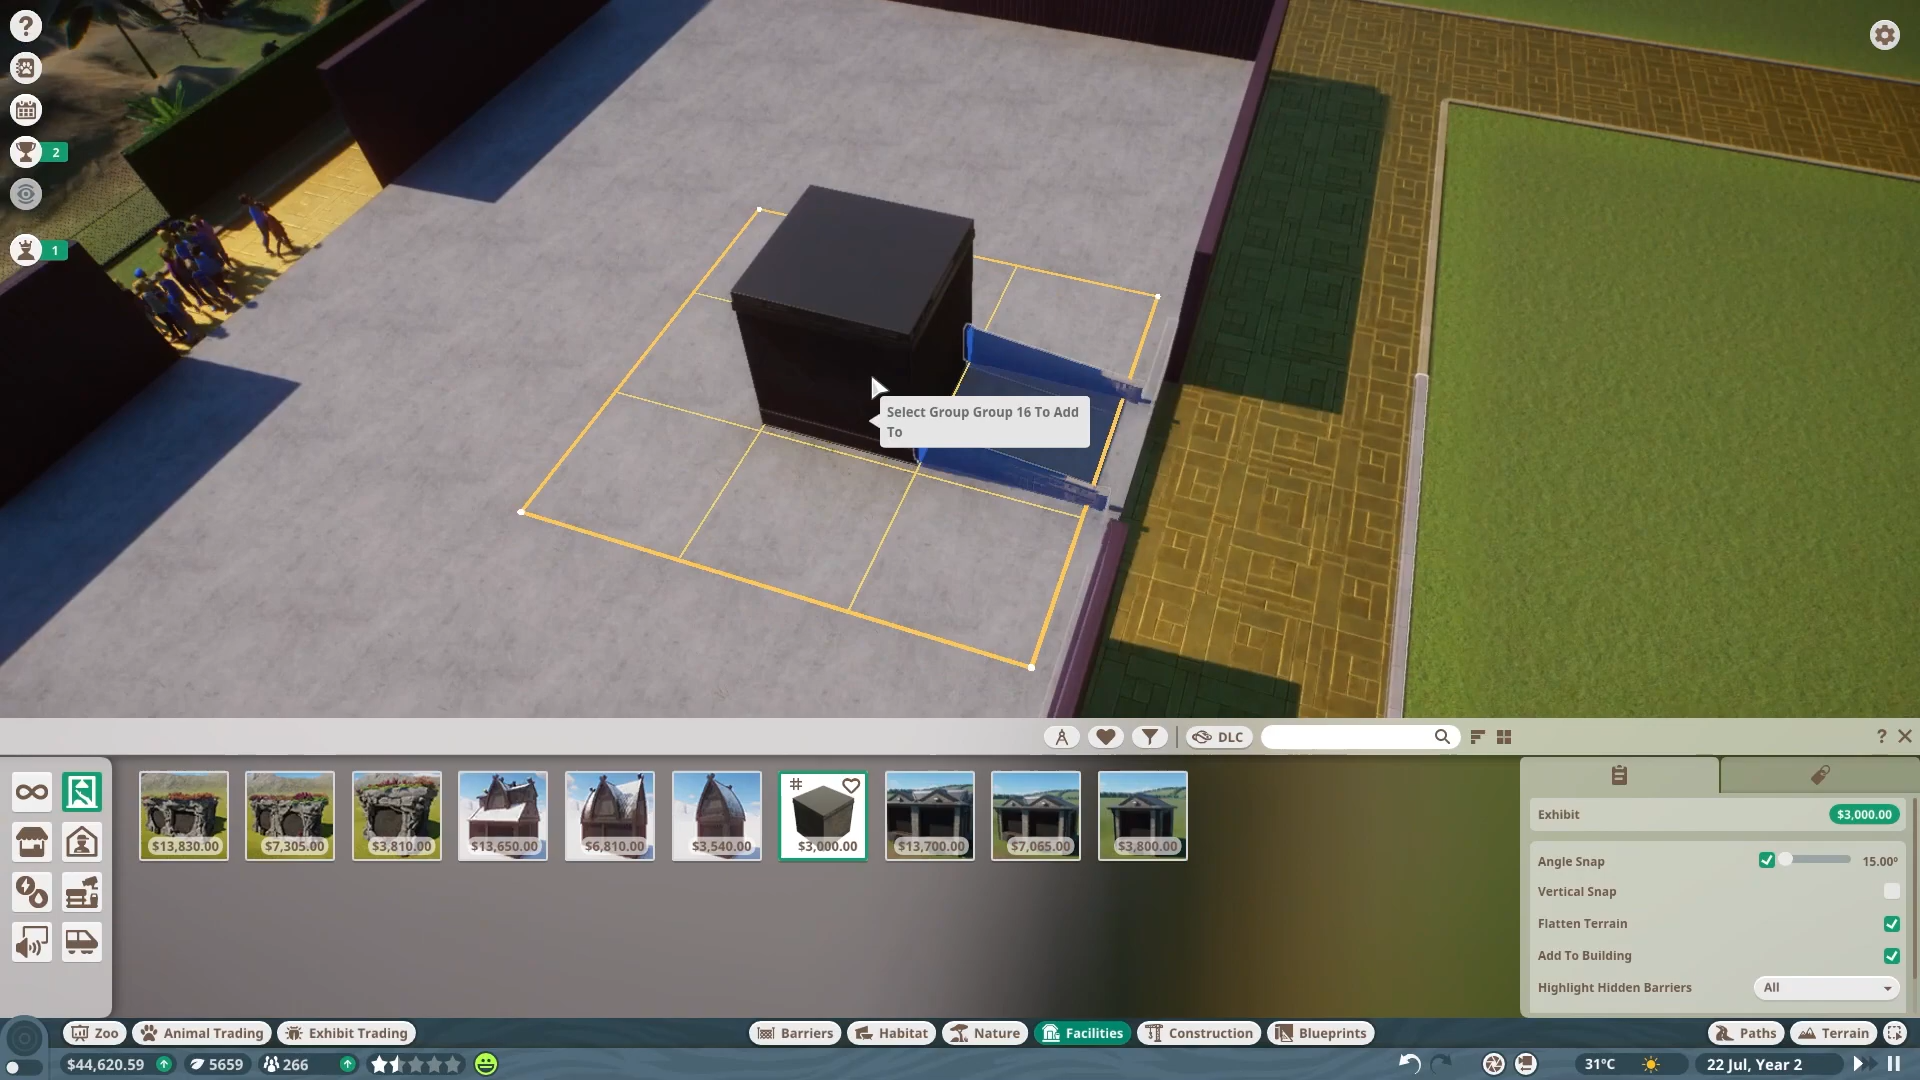 ?
2
1
Select Group Group 16 To Add
To
DLC
?
$13,830.00
$7,305.00
$3,810.00
$13,650.00
$6,810.00
$3,540.00
$3,000.00
$13,700.00
$7,065.00
$3,800.00
Exhibit
$3,000.00
Angle Snap
15.00°
Vertical Snap
Flatten Terrain
Add To Building
Highlight Hidden Barriers
All
Zoo
Animal Trading
Exhibit Trading
Barriers
Habitat
Nature
Facilities
Construction
Blueprints
Paths
Terrain
$44,620.59
5659
266
31°C
22 Jul, Year 2